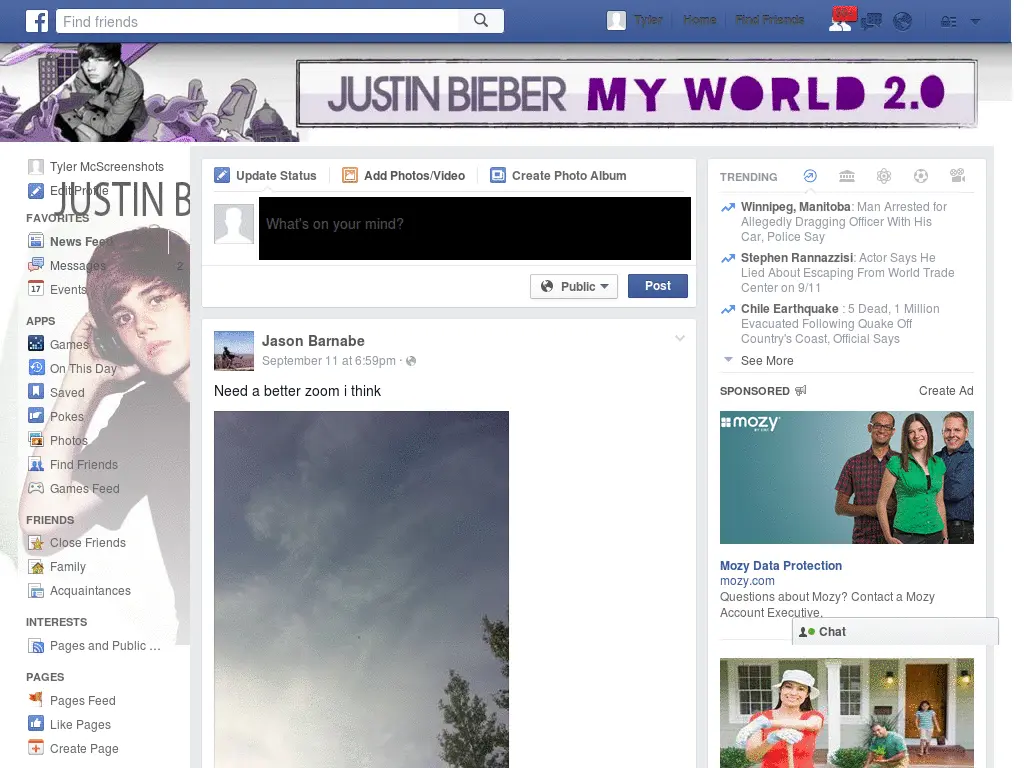 Find friends
Tyler
Home
Find Friends
JUSTIN BIEBER MY WORLD 2.0
JUSTIN B
Tyler McScreenshots
Edit Profile
FAVORITES
News Feed
Messages 2
Events
APPS
Games
On This Day
Saved
Pokes
Photos
Find Friends
Games Feed
FRIENDS
Close Friends
Family
Acquaintances
INTERESTS
Pages and Public ...
PAGES
Pages Feed
Like Pages
Create Page
Update Status
Add Photos/Video
Create Photo Album
What's on your mind?
Public
Post
Jason Barnabe
September 11 at 6:59pm ·
Need a better zoom i think
TRENDING
Winnipeg, Manitoba: Man Arrested for
Allegedly Dragging Officer With His
Car, Police Say
Stephen Rannazzisi: Actor Says He
Lied About Escaping From World Trade
Center on 9/11
Chile Earthquake : 5 Dead, 1 Million
Evacuated Following Quake Off
Country's Coast, Official Says
See More
SPONSORED
Create Ad
mozy
Mozy Data Protection
mozy.com
Questions about Mozy? Contact a Mozy
Account Executive.
Chat